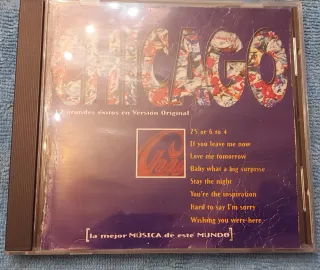 CHICAGO
grandes éxitos en Versión Original
25 or 6 to 4
If you leave me now
Love me tomorrow
Baby what a big surprise
Stay the night
You're the inspiration
Hard to say I'm sorry
Wishing you were here
[la mejor MÚSICA de este MUNDO]